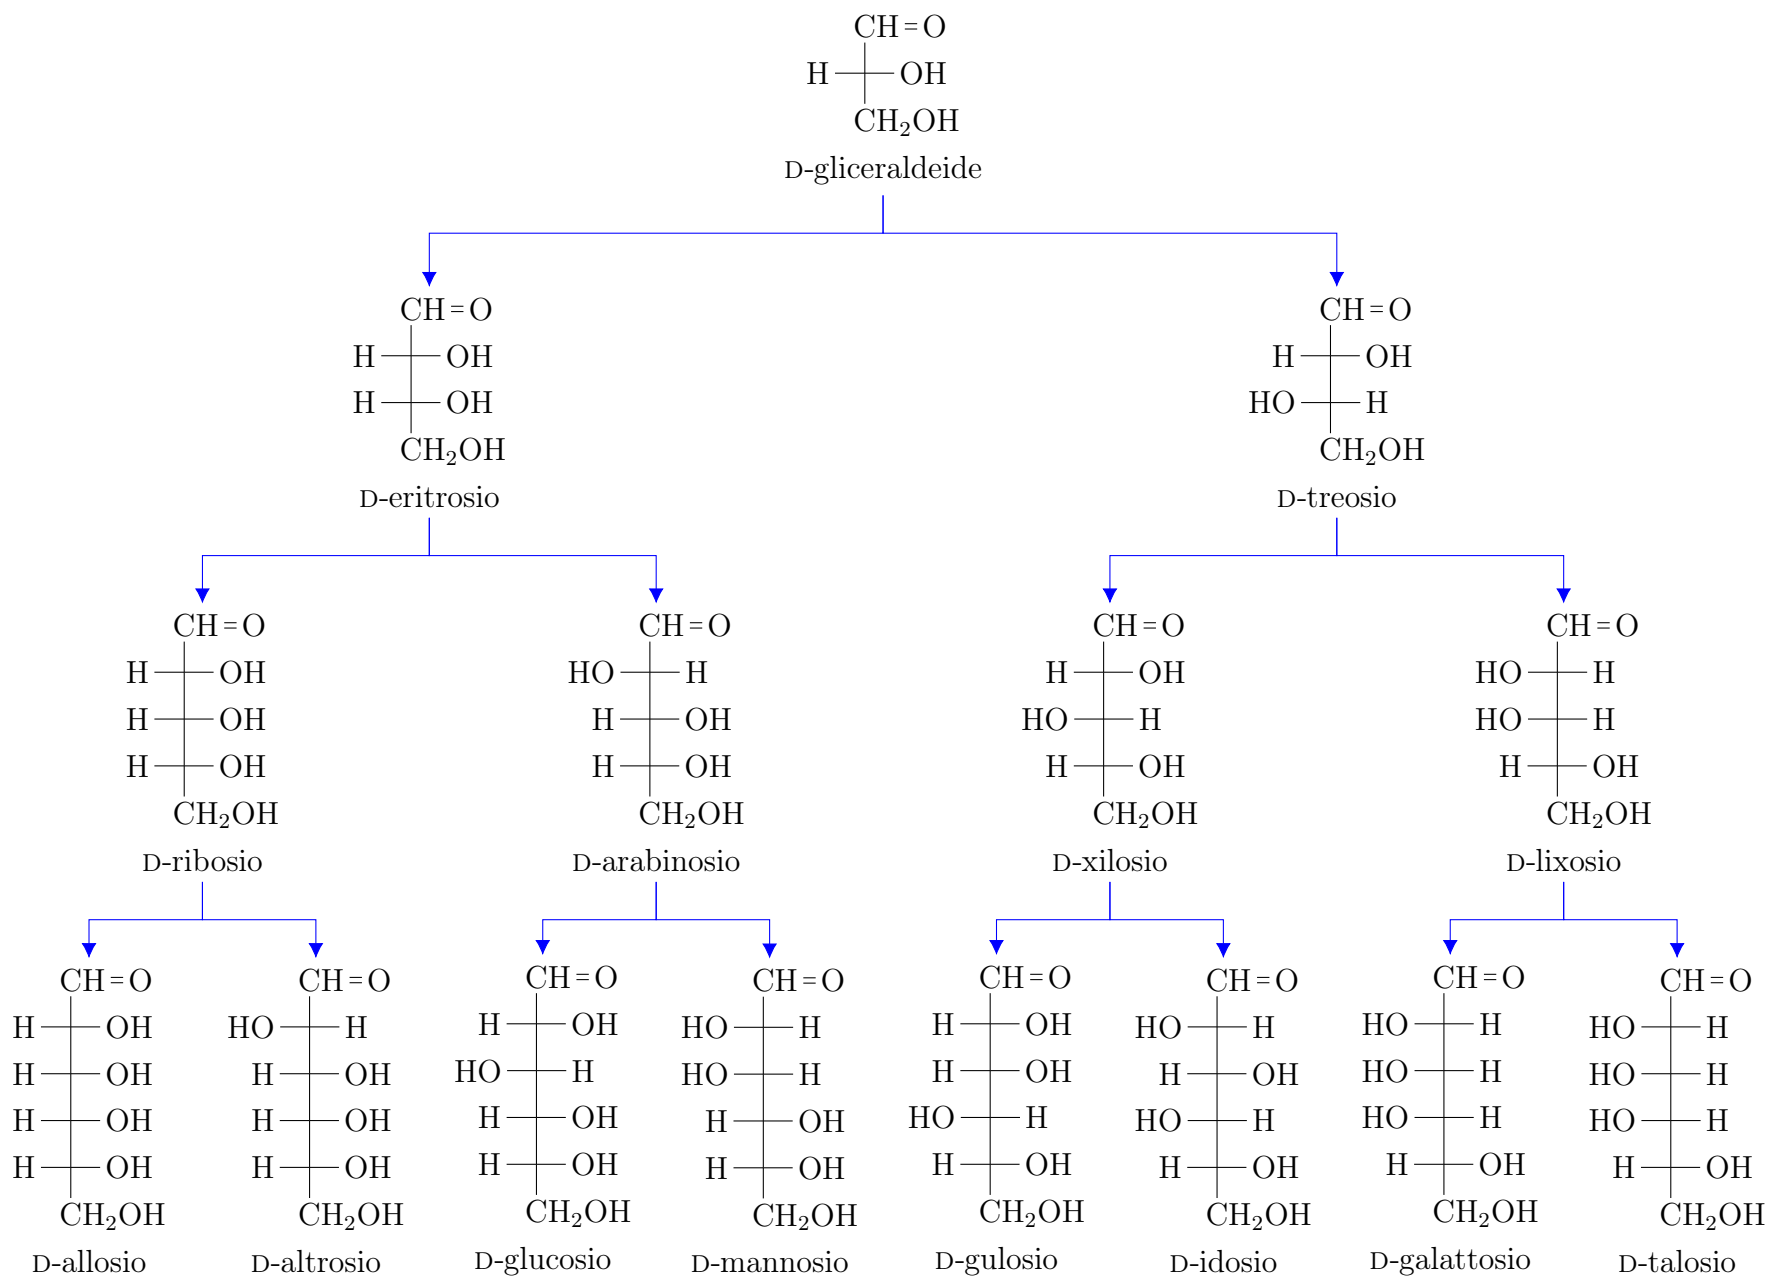 CH=O
H OH
CH₂OH
D-gliceraldeide
CH=O CH=O
H OH H OH
H OH HO H
CH₂OH CH₂OH
D-eritrosio D-treosio
CH=O CH=O CH=O CH=O
H OH HO H H OH HO H
H OH H OH HO H HO H
H OH H OH H OH H OH
CH₂OH CH₂OH CH₂OH CH₂OH
D-ribosio D-arabinosio D-xilosio D-lixosio
CH=O CH=O CH=O CH=O CH=O CH=O CH=O CH=O
H OH HO H H OH HO H H OH HO H HO H HO H
H OH H OH HO H HO H H OH H OH HO H HO H
H OH H OH H OH H OH HO H HO H HO H HO H
H OH H OH H OH H OH H OH H OH H OH H OH
CH₂OH CH₂OH CH₂OH CH₂OH CH₂OH CH₂OH CH₂OH CH₂OH
D-allosio D-altrosio D-glucosio D-mannosio D-gulosio D-idosio D-galattosio D-talosio